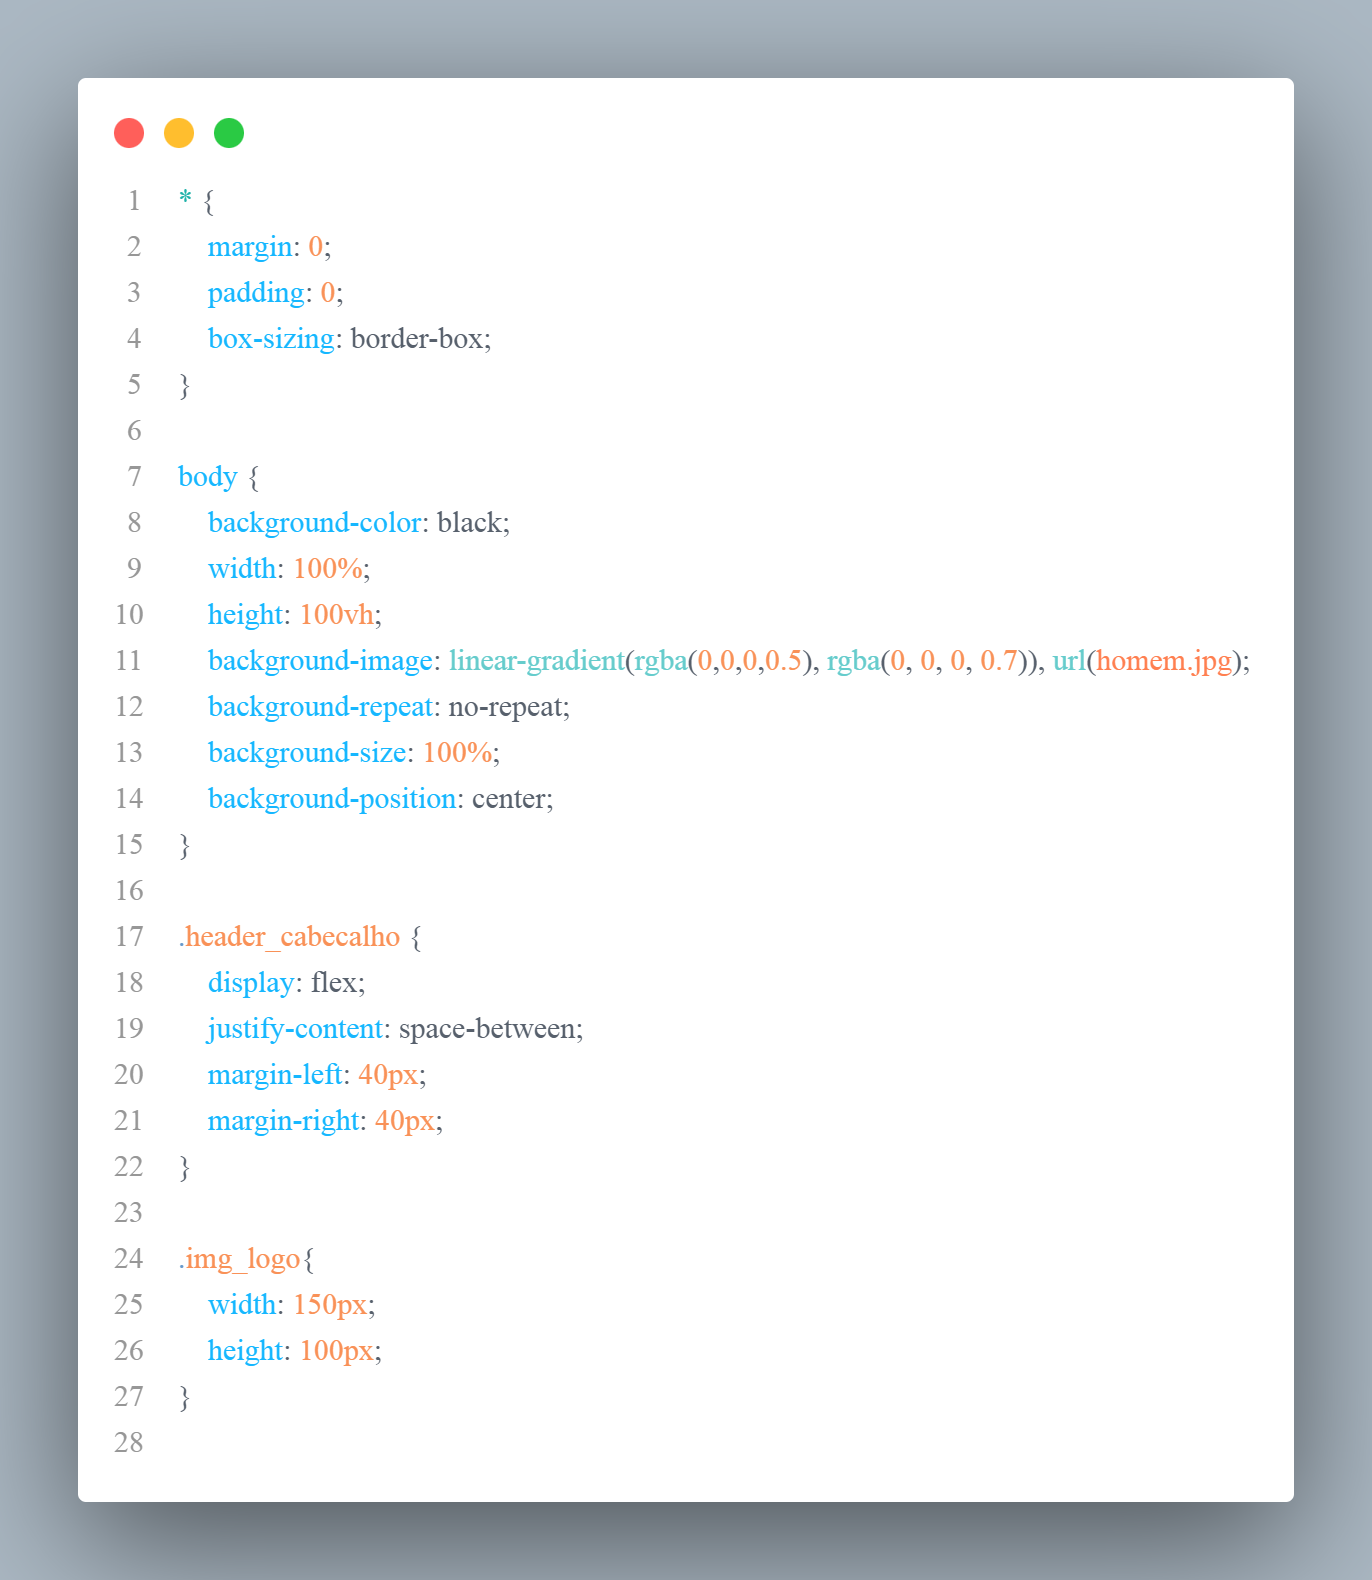 1 * {
2     margin: 0;
3     padding: 0;
4     box-sizing: border-box;
5 }
6
7 body {
8     background-color: black;
9     width: 100%;
10     height: 100vh;
11     background-image: linear-gradient(rgba(0,0,0,0.5), rgba(0, 0, 0, 0.7)), url(homem.jpg);
12     background-repeat: no-repeat;
13     background-size: 100%;
14     background-position: center;
15 }
16
17 .header_cabecalho {
18     display: flex;
19     justify-content: space-between;
20     margin-left: 40px;
21     margin-right: 40px;
22 }
23
24 .img_logo{
25     width: 150px;
26     height: 100px;
27 }
28